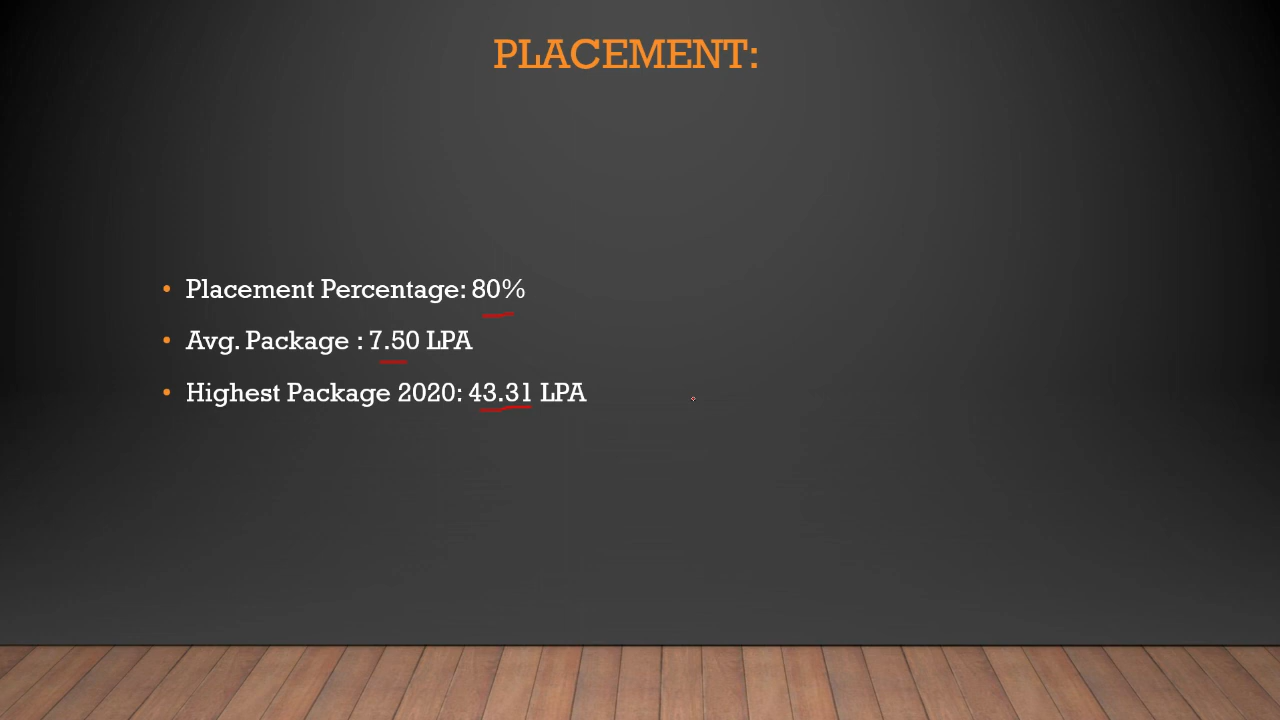 PLACEMENT:
• Placement Percentage: 80%
• Avg. Package : 7.50 LPA
• Highest Package 2020: 43.31 LPA